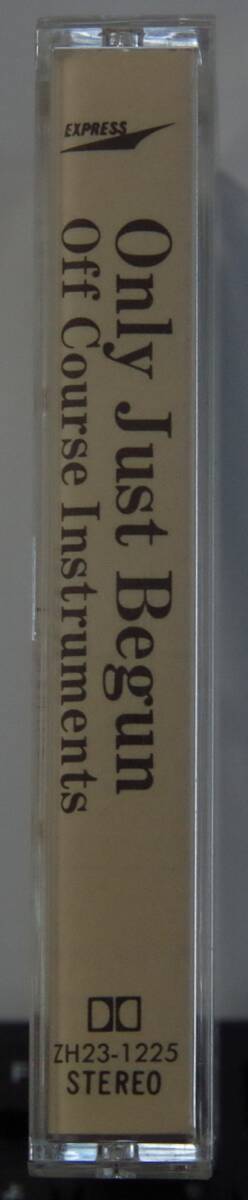 EXPRESS
Only Just Begun
Off Course Instruments
ZH23-1225
STEREO